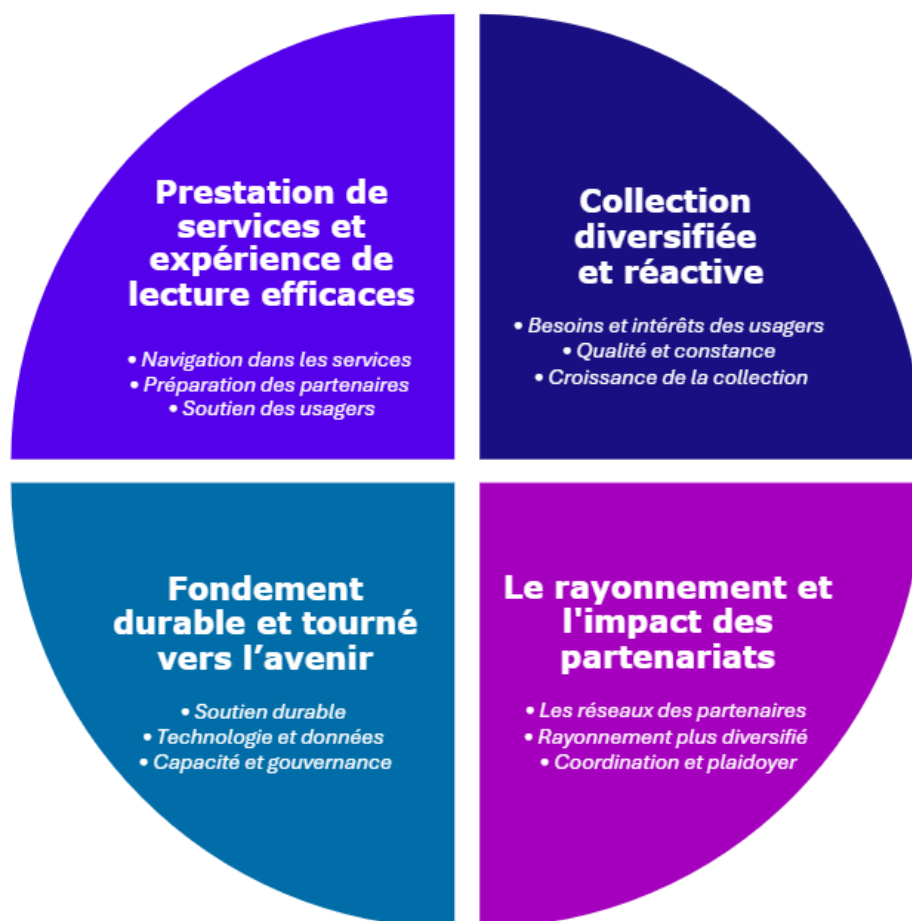 Prestation de
services et
expérience de
lecture efficaces
• Navigation dans les services
• Préparation des partenaires
• Soutien des usagers
Collection
diversifiée
et réactive
• Besoins et intérêts des usagers
• Qualité et constance
• Croissance de la collection
Fondement
durable et tourné
vers l’avenir
• Soutien durable
• Technologie et données
• Capacité et gouvernance
Le rayonnement et
l'impact des
partenariats
• Les réseaux des partenaires
• Rayonnement plus diversifié
• Coordination et plaidoyer